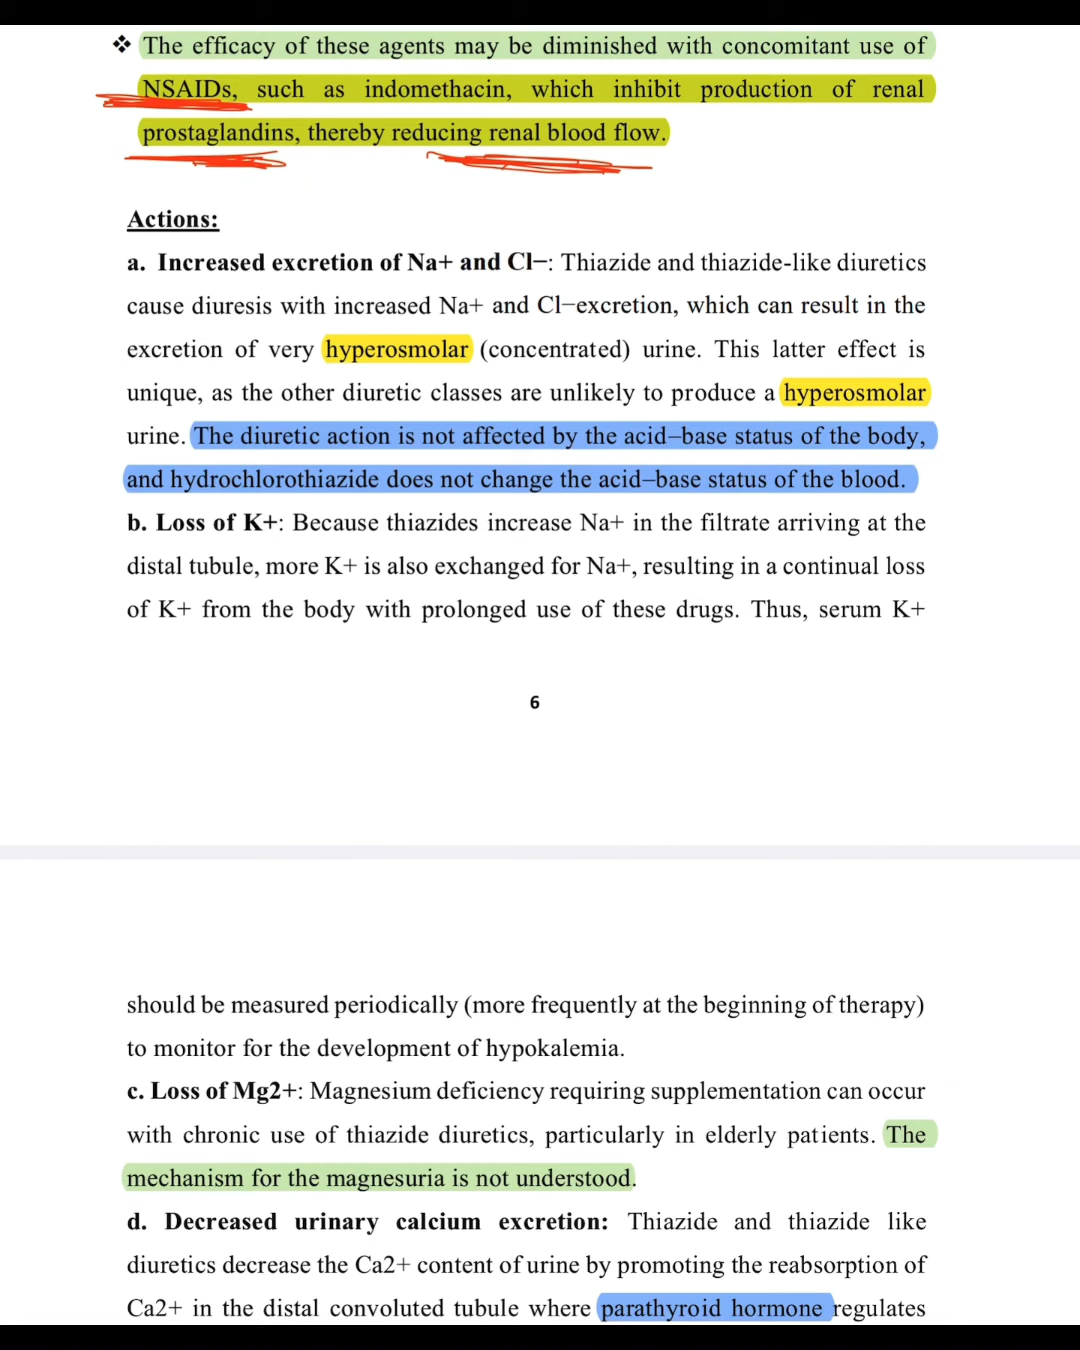 ❖ The efficacy of these agents may be diminished with concomitant use of
NSAIDs, such as indomethacin, which inhibit production of renal
prostaglandins, thereby reducing renal blood flow.
Actions:
a. Increased excretion of Na+ and Cl−: Thiazide and thiazide-like diuretics
cause diuresis with increased Na+ and Cl−excretion, which can result in the
excretion of very hyperosmolar (concentrated) urine. This latter effect is
unique, as the other diuretic classes are unlikely to produce a hyperosmolar
urine. The diuretic action is not affected by the acid–base status of the body,
and hydrochlorothiazide does not change the acid–base status of the blood.
b. Loss of K+: Because thiazides increase Na+ in the filtrate arriving at the
distal tubule, more K+ is also exchanged for Na+, resulting in a continual loss
of K+ from the body with prolonged use of these drugs. Thus, serum K+
6
should be measured periodically (more frequently at the beginning of therapy)
to monitor for the development of hypokalemia.
c. Loss of Mg2+: Magnesium deficiency requiring supplementation can occur
with chronic use of thiazide diuretics, particularly in elderly patients. The
mechanism for the magnesuria is not understood.
d. Decreased urinary calcium excretion: Thiazide and thiazide like
diuretics decrease the Ca2+ content of urine by promoting the reabsorption of
Ca2+ in the distal convoluted tubule where parathyroid hormone regulates